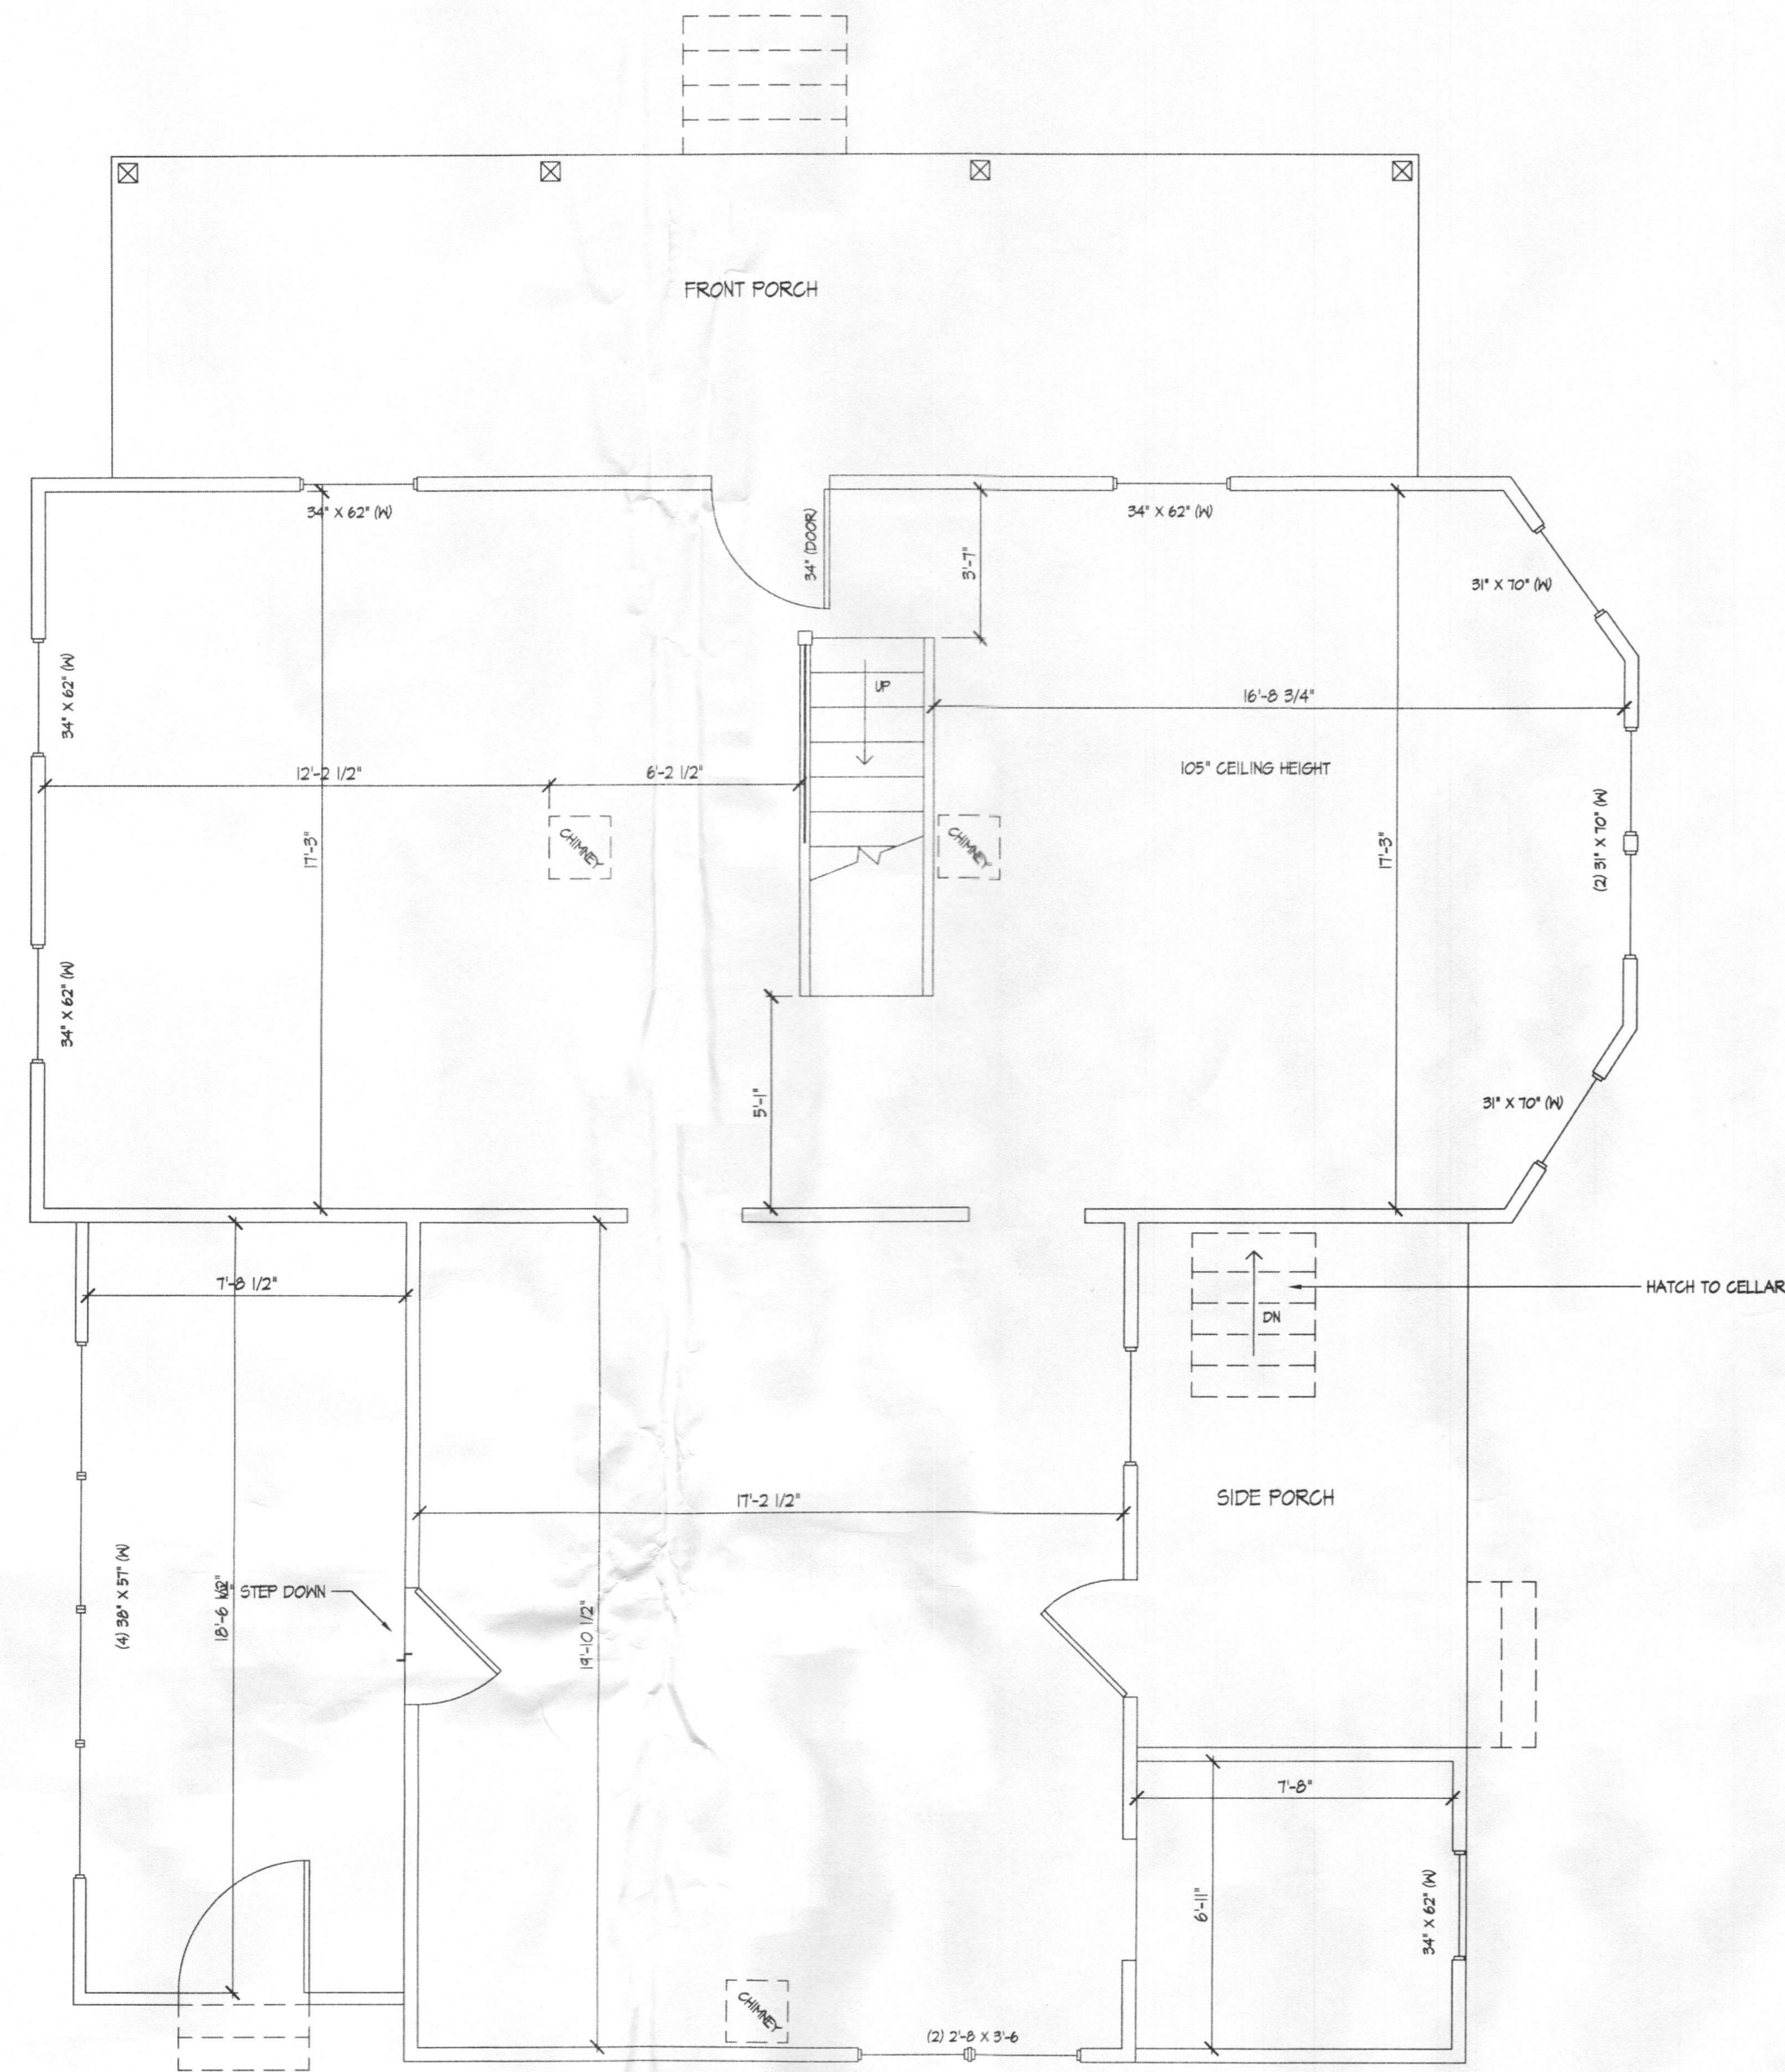 FRONT PORCH
34" X 62" (W)
34" (DOOR)
3'-7"
34" X 62" (W)
31" X 70" (W)
34" X 62" (W)
UP
16'-8 3/4"
105" CEILING HEIGHT
12'-2 1/2"
6'-2 1/2"
CHIMNEY
CHIMNEY
17'-3"
17'-3"
(2) 31" X 70" (W)
34" X 62" (W)
5'-1"
31" X 70" (W)
7'-8 1/2"
HATCH TO CELLAR
DN
17'-2 1/2"
SIDE PORCH
(4) 38" X 57" (W)
18'-6 1/2"
STEP DOWN
19'-10 1/2"
7'-8"
6'-11"
34" X 62" (W)
CHIMNEY
(2) 2'-8 X 3'-6